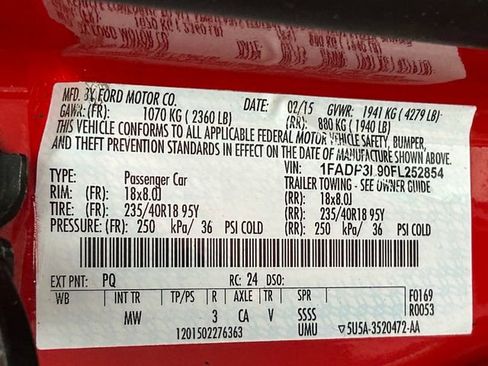 MFD. BY FORD MOTOR CO. DATE: 02/15 GVWR: 1941 KG ( 4279 LB)
GAWR: (FR): 1070 KG ( 2360 LB) (RR): 880 KG ( 1940 LB)
THIS VEHICLE CONFORMS TO ALL APPLICABLE FEDERAL MOTOR VEHICLE SAFETY, BUMPER,
AND THEFT PREVENTION STANDARDS IN EFFECT ON THE DATE OF MANUFACTURE SHOWN ABOVE.
VIN: 1FADP3L90FL252854
TYPE: Passenger Car TRAILER TOWING - SEE OWNER GUIDE
RIM: (FR) 18x8.0J (RR) 18x8.0J
TIRE: (FR) 235/40R18 95Y (RR) 235/40R18 95Y
PRESSURE: (FR) 250 kPa/ 36 PSI COLD (RR) 250 kPa/ 36 PSI COLD
EXT PNT: PQ RC: 24 DSO:
WB INT TR TP/PS R AXLE TR SPR F0169
MW 3 CA V SSSS R0053
1201502276363 UMU 5U5A-3520472-AA